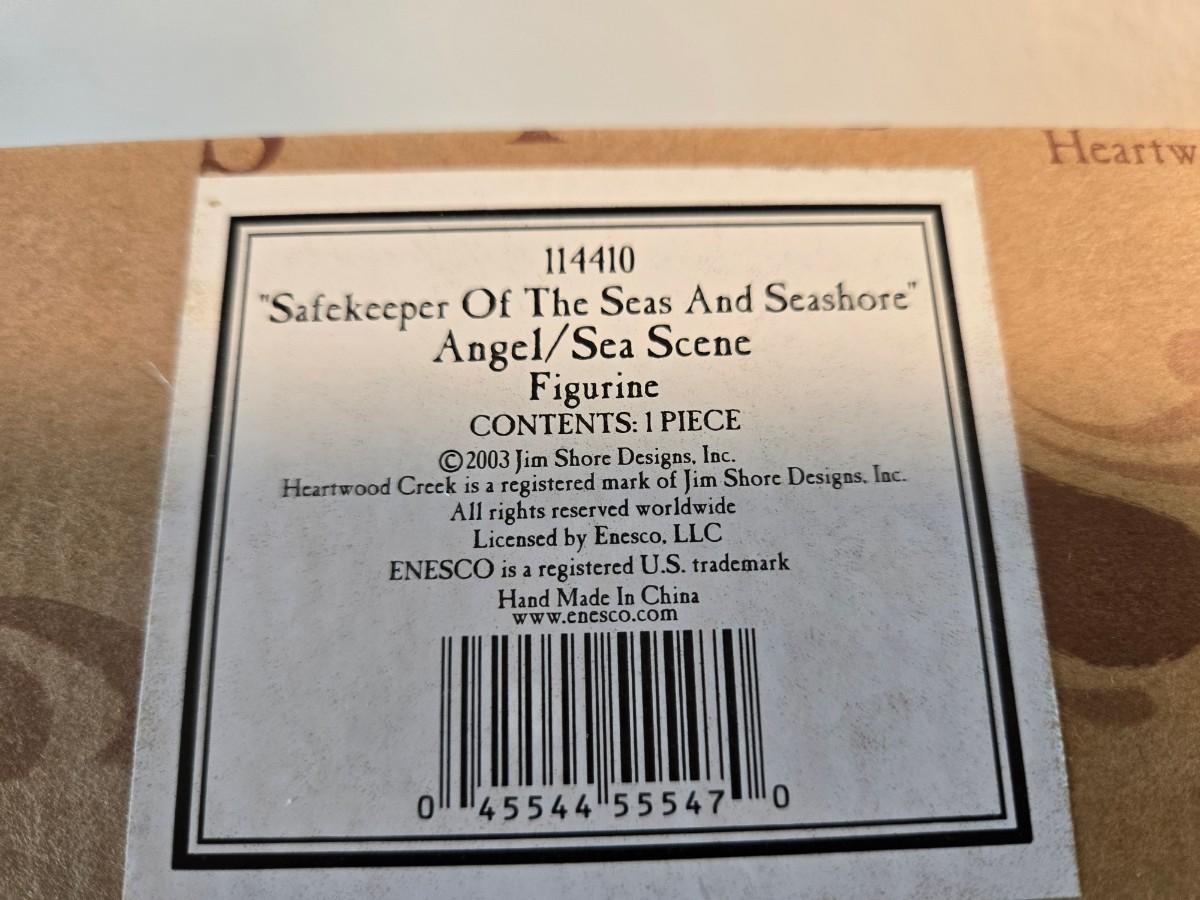 Heartw
114410
"Safekeeper Of The Seas And Seashore"
Angel/Sea Scene
Figurine
CONTENTS: 1 PIECE
©2003 Jim Shore Designs, Inc.
Heartwood Creek is a registered mark of Jim Shore Designs, Inc.
All rights reserved worldwide
Licensed by Enesco, LLC
ENESCO is a registered U.S. trademark
Hand Made In China
www.enesco.com
0 45544 55547 0